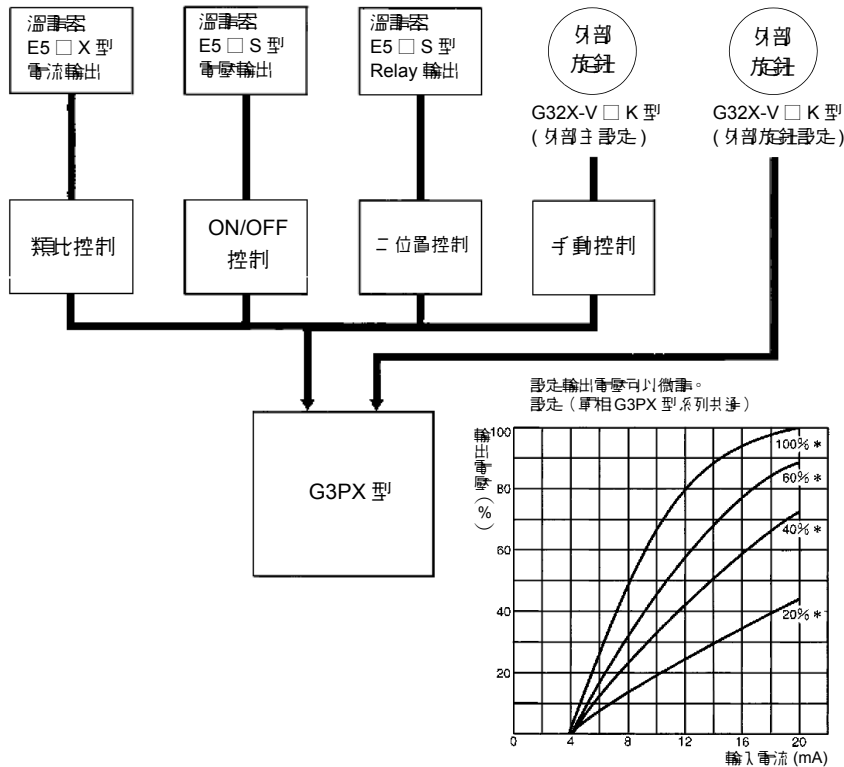 溫調器
E5 □ X 型
電流輸出
溫調器
E5 □ S 型
電壓輸出
溫調器
E5 □ S 型
Relay 輸出
外部
旋鈕
外部
旋鈕
G32X-V □ K 型
( 外部主設定 )
G32X-V □ K 型
( 外部旋鈕設定 )
類比控制
ON/OFF
控制
二位置控制
手動控制
G3PX 型
設定輸出電壓可以微調。
設定（單相G3PX 型系列共通）
輸出電壓（%）
100
80
60
40
20
0
4
8
12
16
20
100% *
60% *
40% *
20% *
輸入電流 (mA)